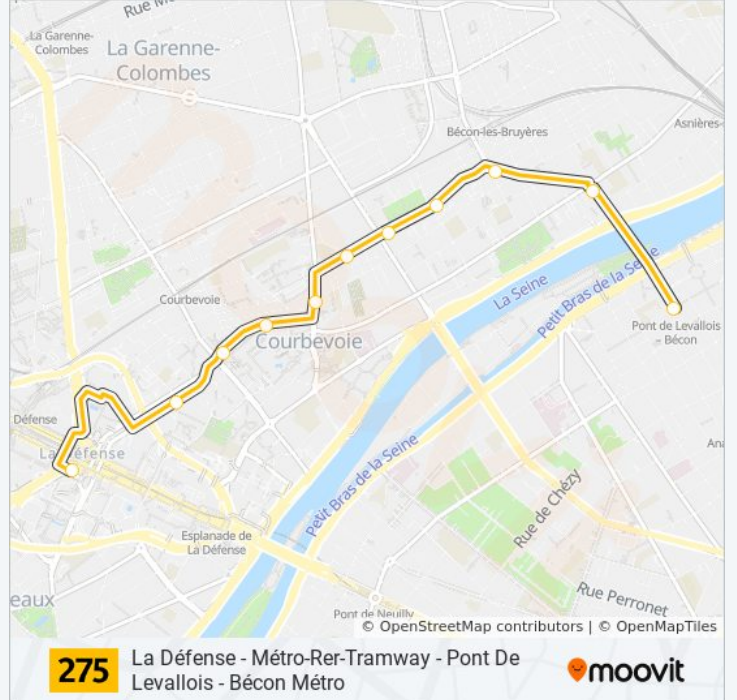 Rue M
La Garenne-
Colombes
La Garenne-
Colombes
Bécon-les-Bruyères
Asnières-
Courbevoie
Courbevoie
La Seine
Petit Bras de la Seine
Pont de Levallois
- Bécon
Défense
La Défense
Petit Bras de la Seine
Ana
Rue de Chézy
Esplanade de
La Défense
eaux
Pont de Neuilly
Rue Perronet
© OpenStreetMap contributors | © OpenMapTiles
275
La Défense - Métro-Rer-Tramway - Pont De
Levallois - Bécon Métro
moovit